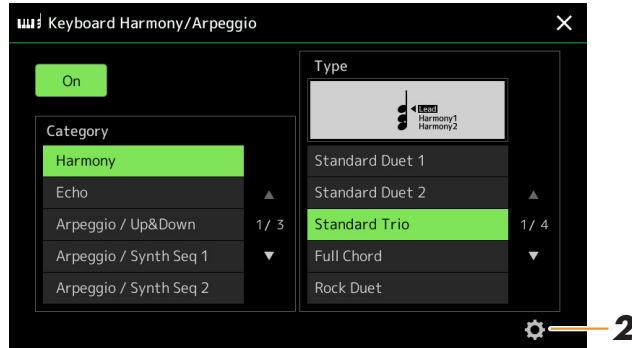 Keyboard Harmony/Arpeggio
On
Category
Harmony
Echo
Arpeggio / Up&Down
Arpeggio / Synth Seq 1
Arpeggio / Synth Seq 2
1/ 3
Type
Lead
Harmony1
Harmony2
Standard Duet 1
Standard Duet 2
Standard Trio
Full Chord
Rock Duet
1/ 4
2